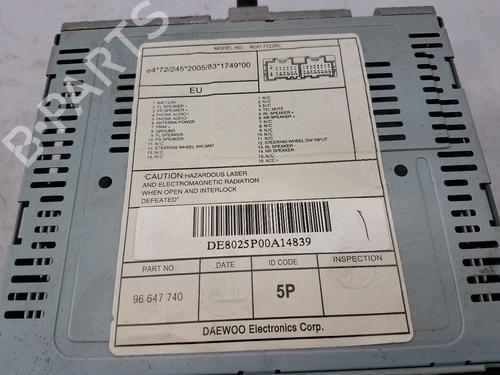 B-PARTS
MODEL NO.: AGH-7122RC
e4*72/245*2005/83*1749*00
EU
1. BATT(+)
2. FL SPEAKER+
3. FR SPEAKER+
4. PHONE AUDIO+
5. PHONE AUDIO-
6. ANTENNA POWER
8. GROUND
9. FL SPEAKER-
10. FR SPEAKER-
11. N/C
12. STEERING WHEEL SW GND
13. N/C
14. N/C
1. N/C
2. N/C
3. N/C
4. TEL MUTE
5. RL SPEAKER+
6. RR SPEAKER+
7. N/C
8. N/C
9. N/C
10. N/C
11. N/C
12. STEERING WHEEL SW INPUT
13. RL SPEAKER-
14. RR SPEAKER-
15. N/C
16. ACC+
"CAUTION:HAZARDOUS LASER
AND ELECTROMAGNETIC RADIATION
WHEN OPEN AND INTERLOCK
DEFEATED"
DE8025P00A14839
PART NO.
DATE
ID CODE
INSPECTION
96 647 740
5P
DAEWOO Electronics Corp.